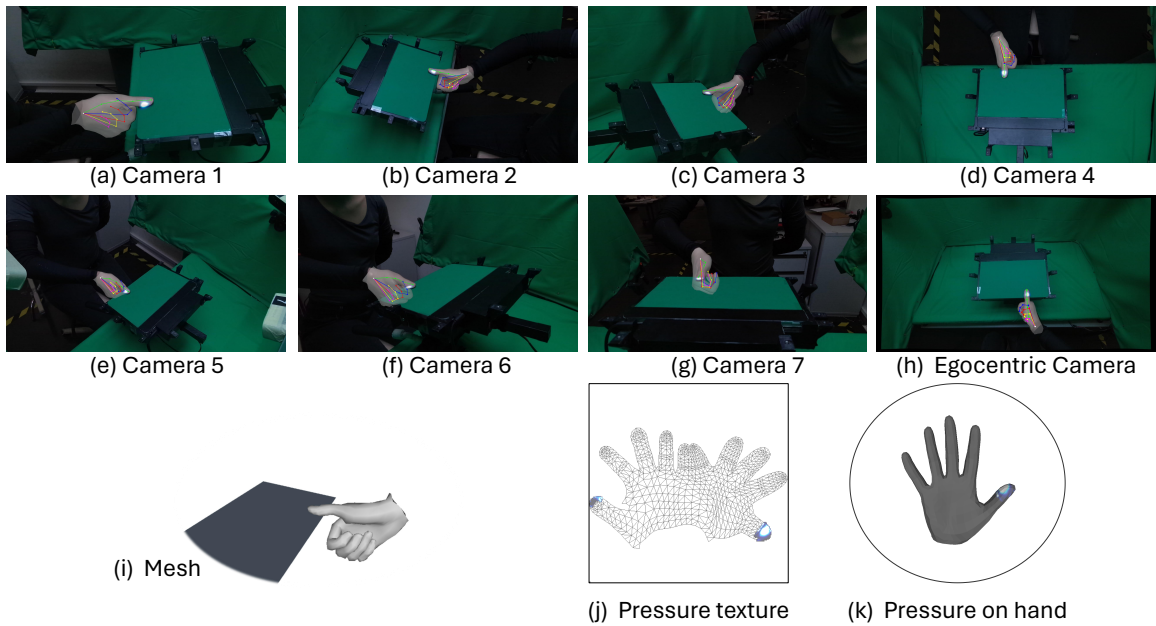 (a) Camera 1
(b) Camera 2
(c) Camera 3
(d) Camera 4
(e) Camera 5
(f) Camera 6
(g) Camera 7
(h) Egocentric Camera
(i) Mesh
(j) Pressure texture
(k) Pressure on hand